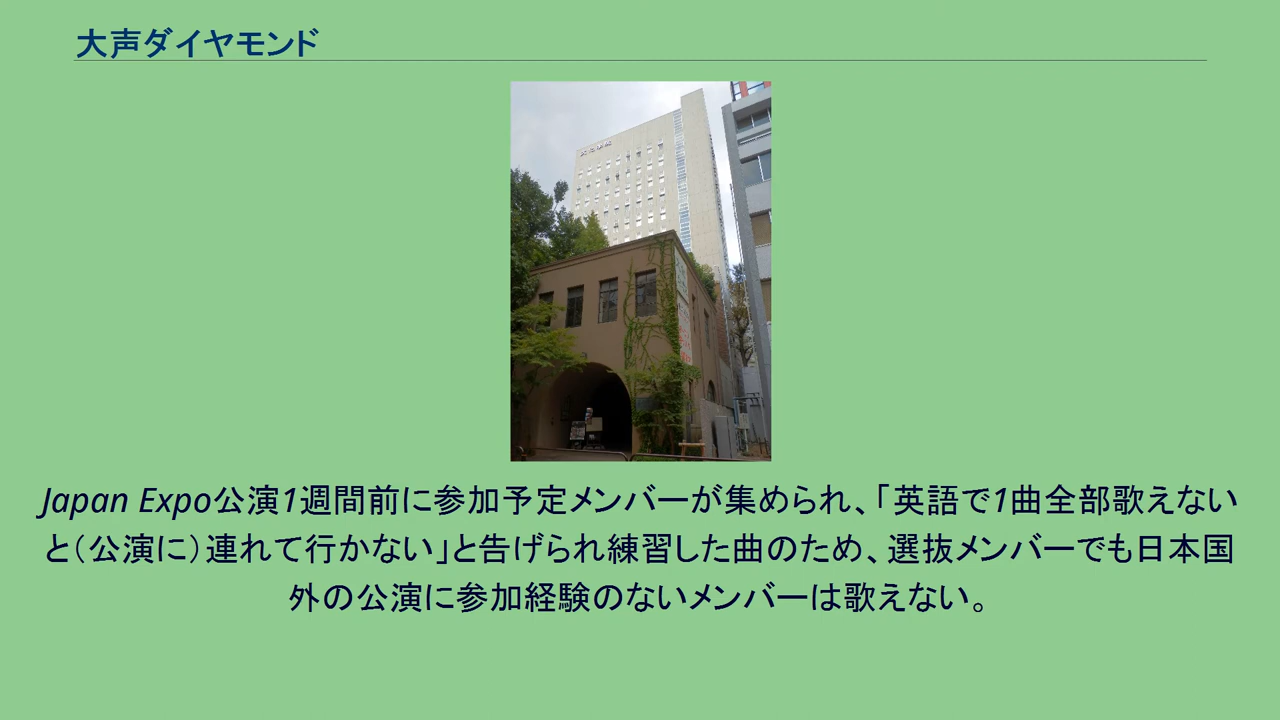 大声ダイヤモンド
Japan Expo公演1週間前に参加予定メンバーが集められ、「英語で1曲全部歌えない
と（公演に）連れて行かない」と告げられ練習した曲のため、選抜メンバーでも日本国
外の公演に参加経験のないメンバーは歌えない。